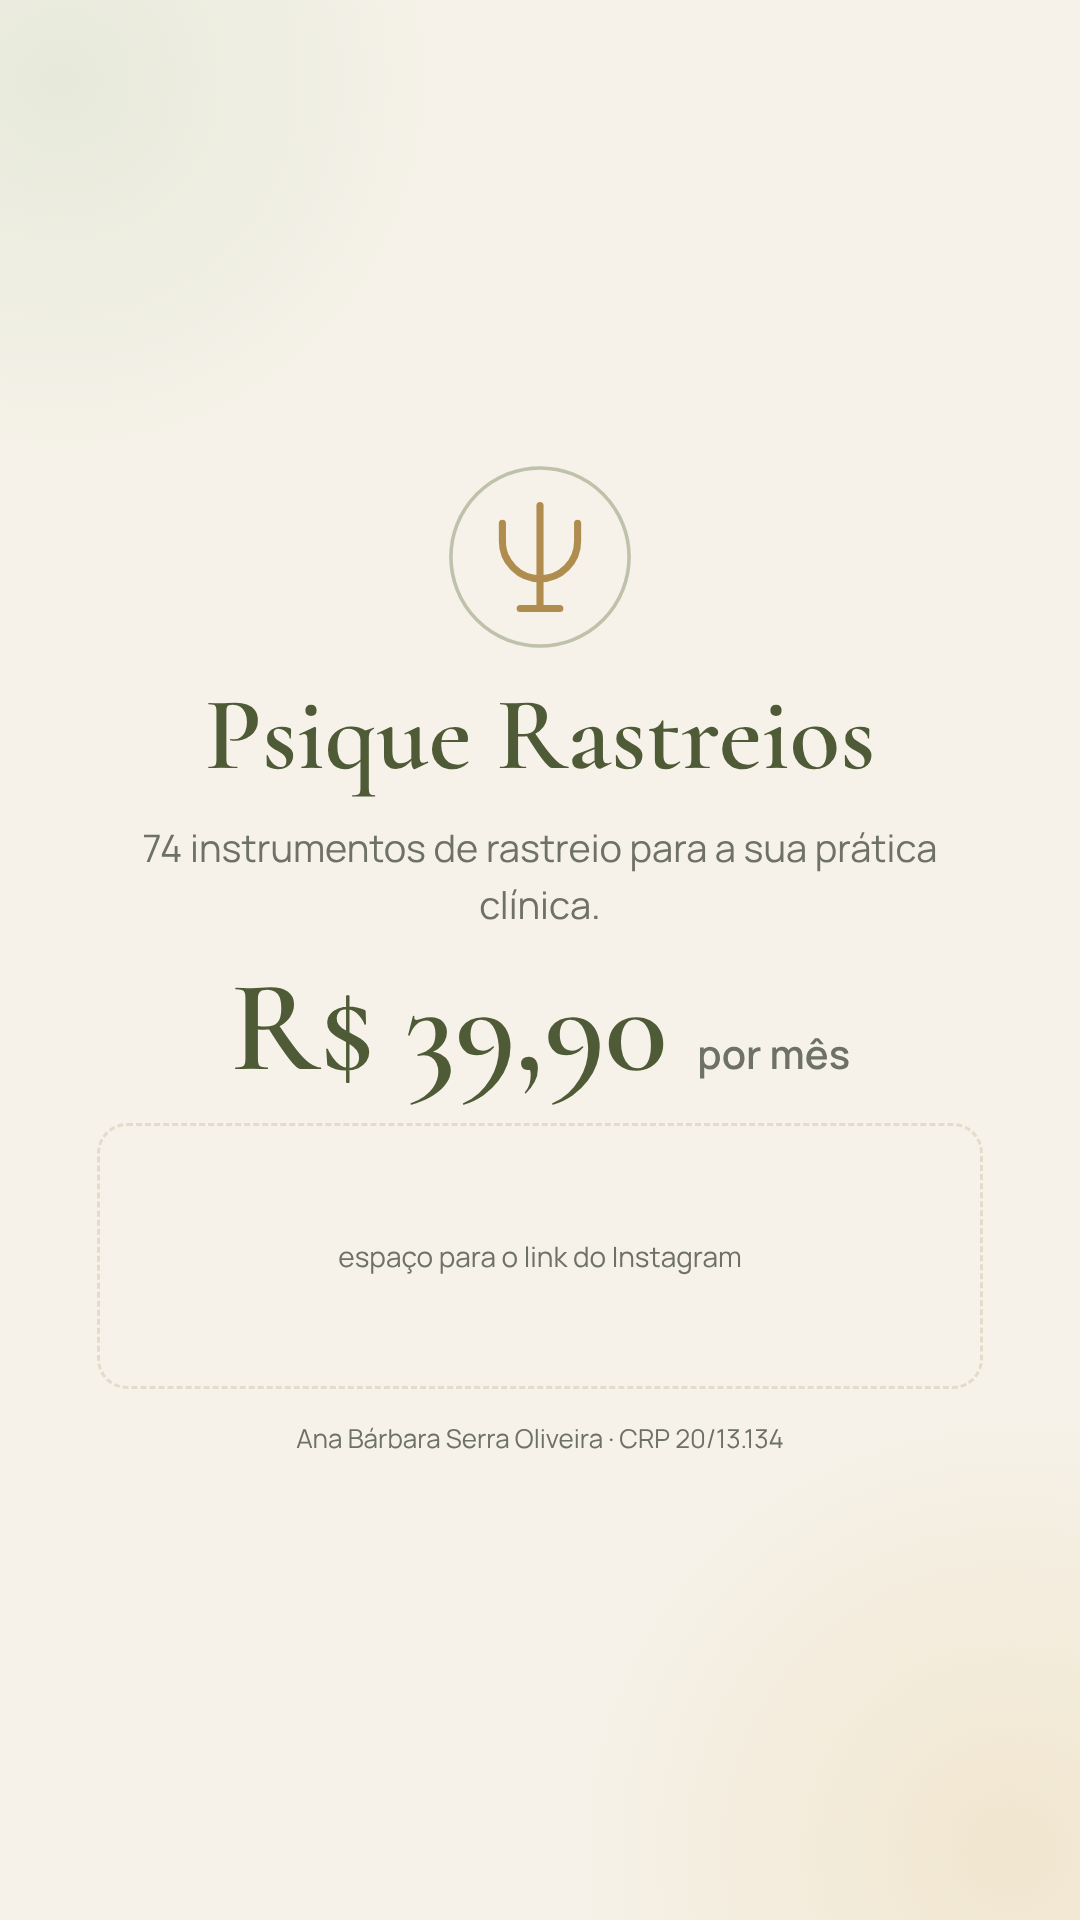 Psique Rastreios
74 instrumentos de rastreio para a sua prática
clínica.
R$ 39,90 por mês
espaço para o link do Instagram
Ana Bárbara Serra Oliveira · CRP 20/13.134